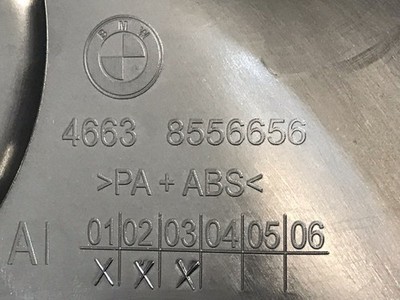 BMW
4663 8556656
>PA + ABS<
AI 01 02 03 04 05 06
X X X